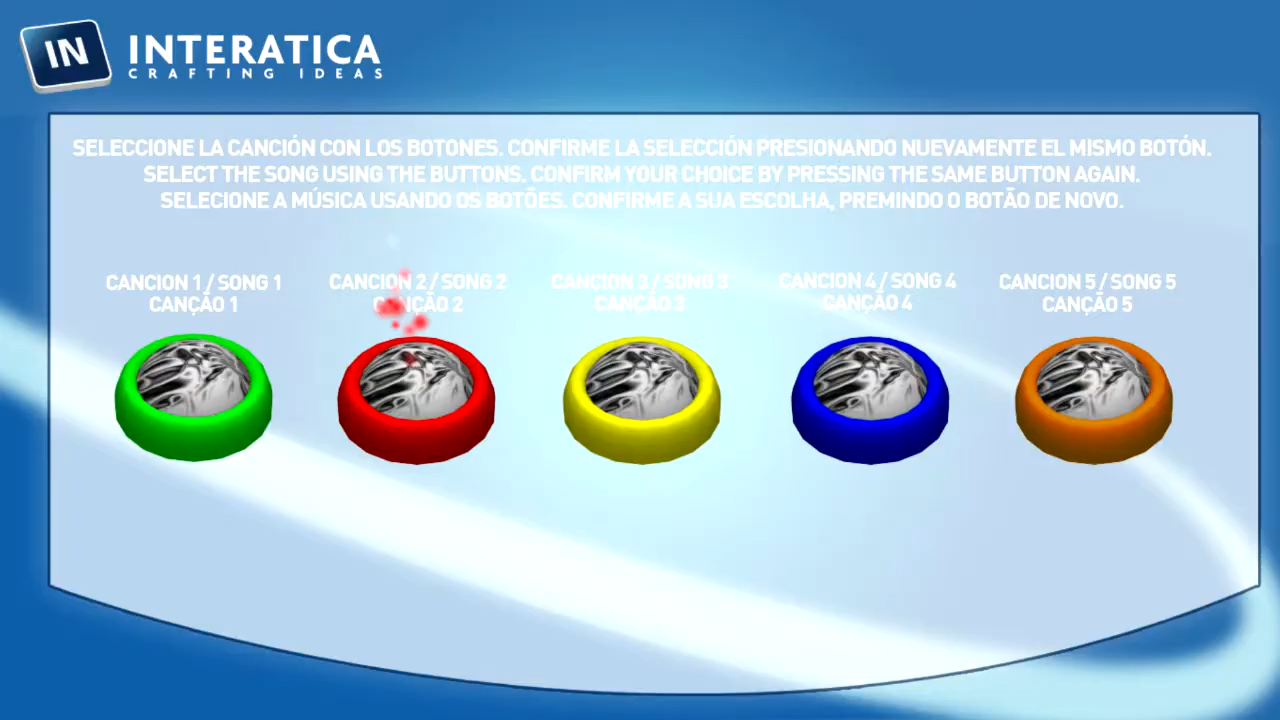 IN
INTERATICA
CRAFTING IDEAS
SELECCIONE LA CANCIÓN CON LOS BOTONES. CONFIRME LA SELECCIÓN PRESIONANDO NUEVAMENTE EL MISMO BOTÓN.
SELECT THE SONG USING THE BUTTONS. CONFIRM YOUR CHOICE BY PRESSING THE SAME BUTTON AGAIN.
SELECIONE A MÚSICA USANDO OS BOTÕES. CONFIRME A SUA ESCOLHA, PREMINDO O BOTÃO DE NOVO.
CANCION 1 / SONG 1
CANÇÃO 1
CANCION 2 / SONG 2
CANÇÃO 2
CANCION 3 / SONG 3
CANÇÃO 3
CANCION 4 / SONG 4
CANÇÃO 4
CANCION 5 / SONG 5
CANÇÃO 5